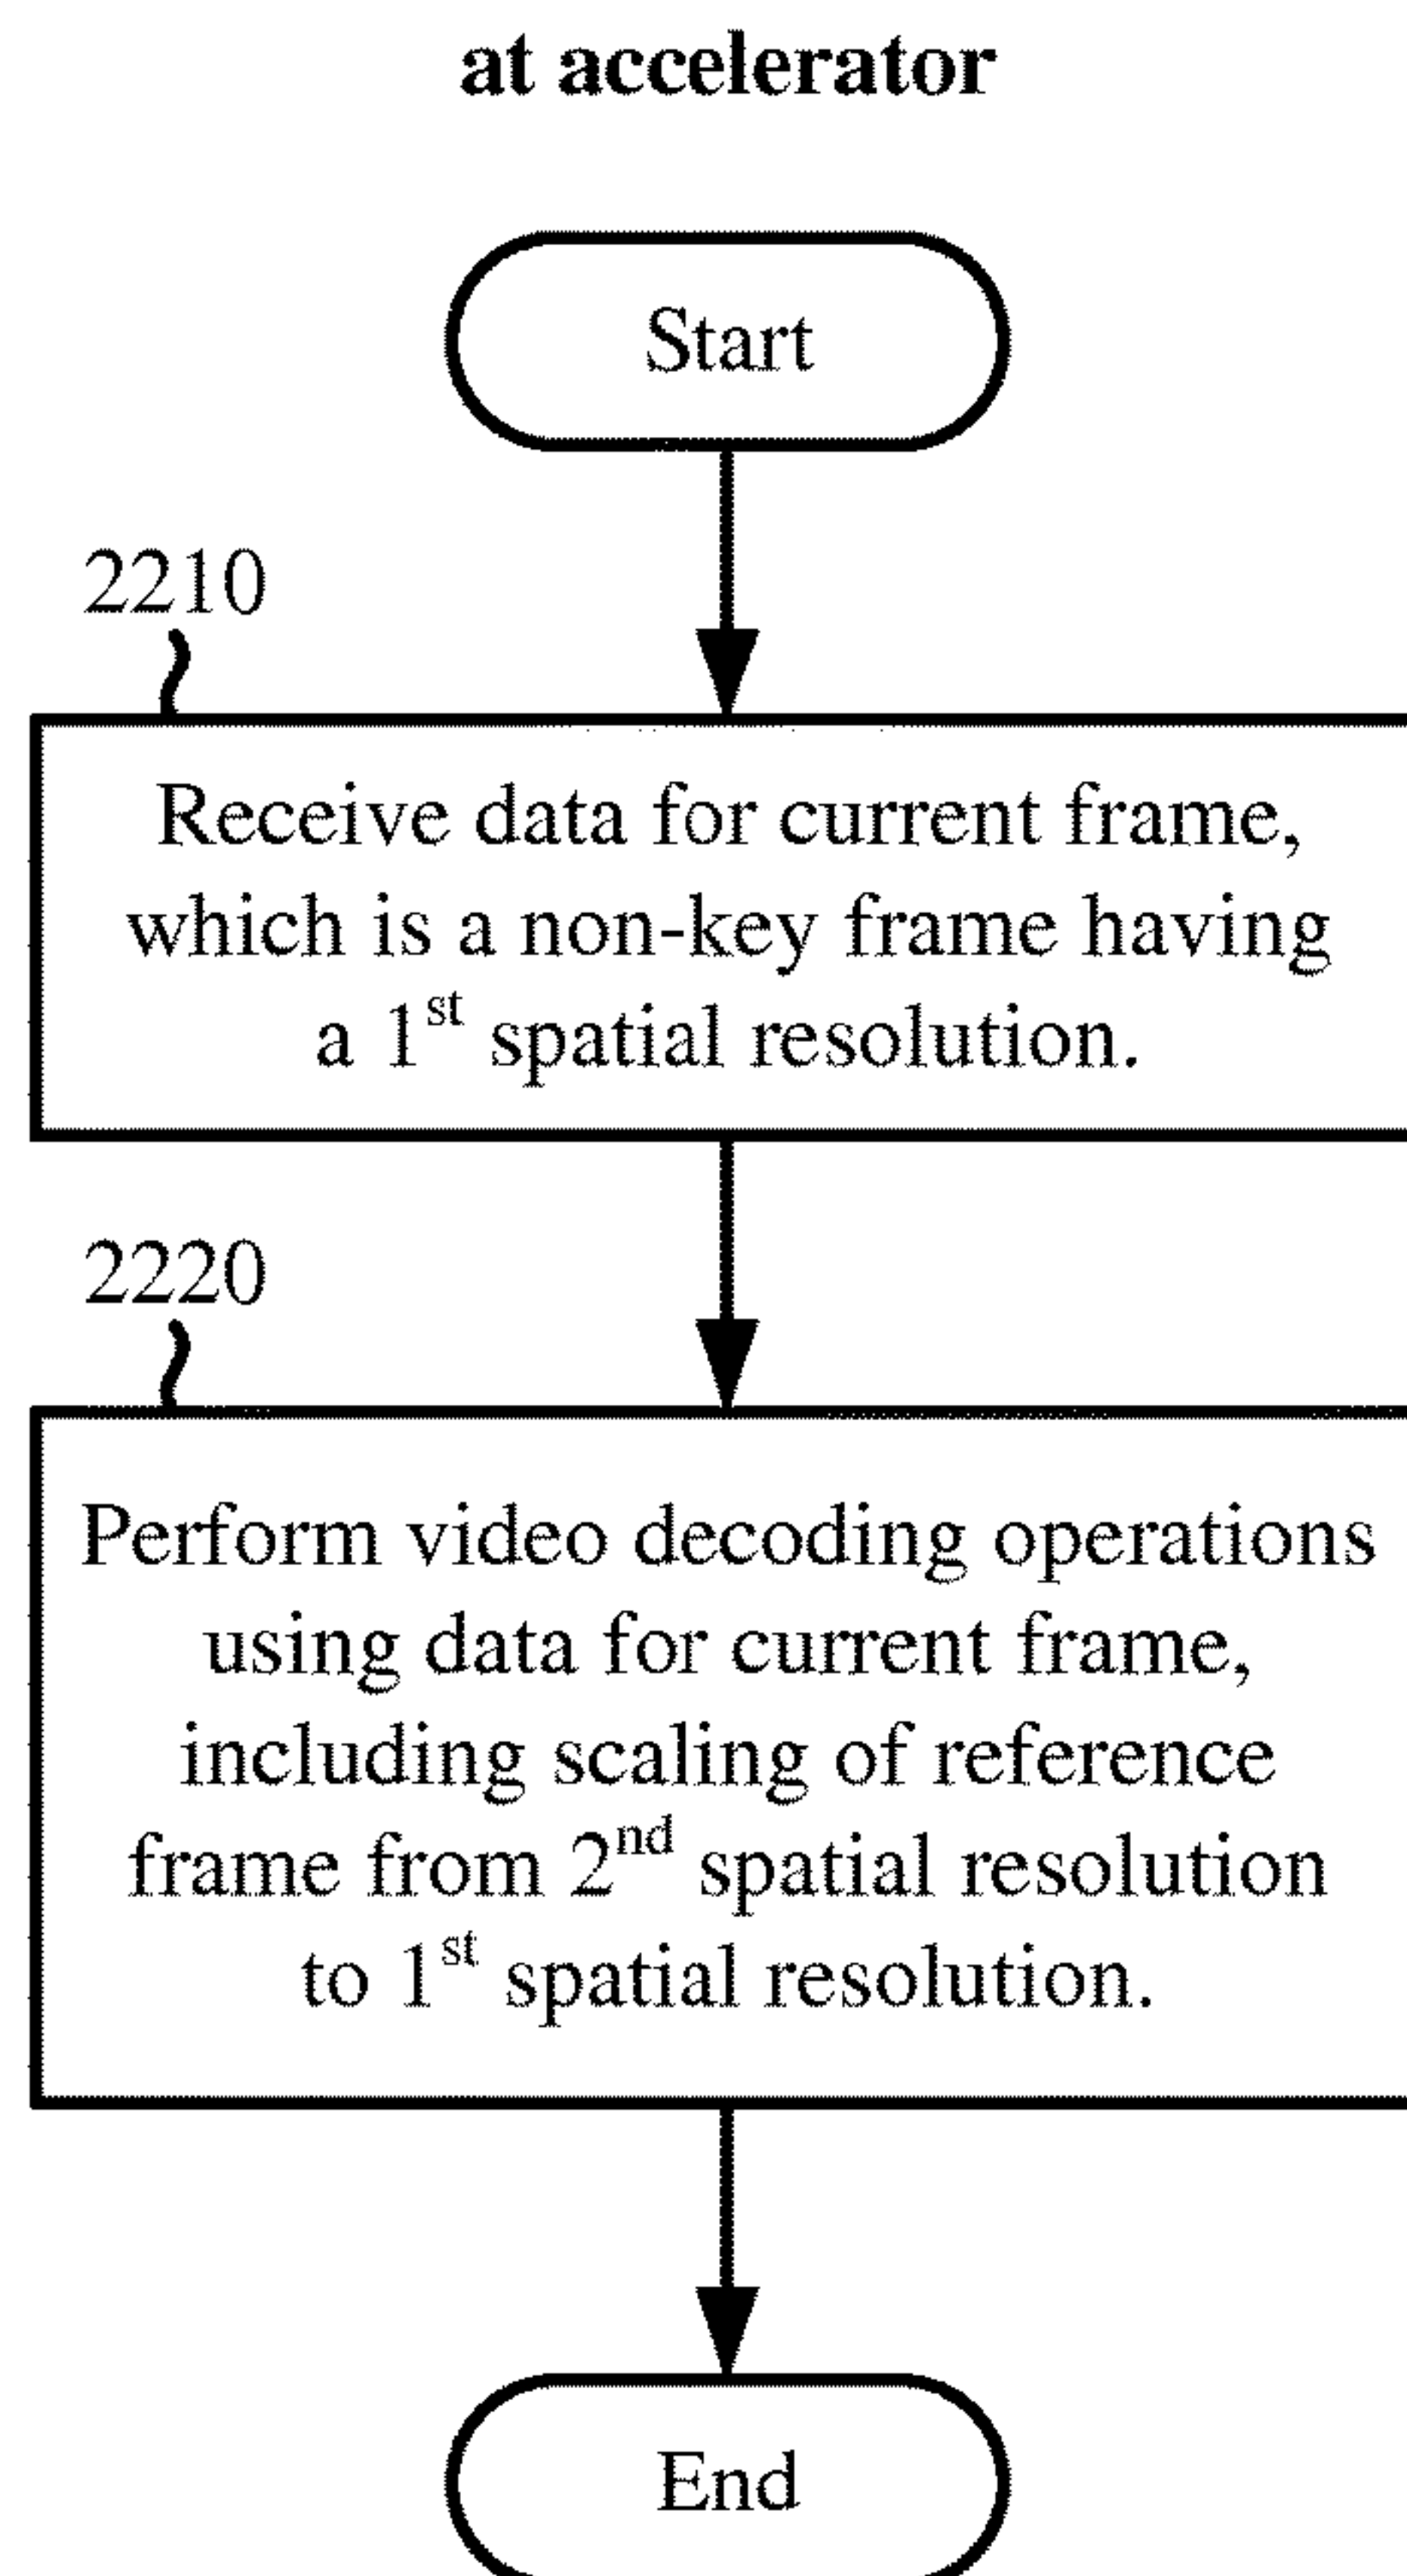 at accelerator
Start
2210
Receive data for current frame,
which is a non-key frame having
a 1st spatial resolution.
2220
Perform video decoding operations
using data for current frame,
including scaling of reference
frame from 2nd spatial resolution
to 1st spatial resolution.
End